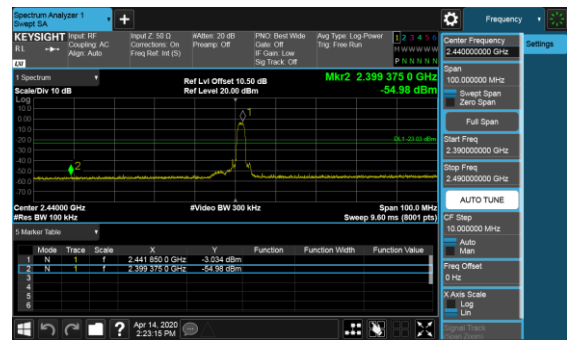 Spectrum Analyzer 1
Swept SA
+
Frequency
KEYSIGHT
Input: RF
Coupling: AC
Align: Auto
Input Z: 50 Ω
Corrections: On
Freq Ref: Int (S)
#Atten: 20 dB
Preamp: Off
PNO: Best Wide
Gate: Off
IF Gain: Low
Sig Track: Off
Avg Type: Log-Power
Trig: Free Run
1 2 3 4 5 6
M W W W W W
P N N N N N
RL
LXI
1 Spectrum
Scale/Div 10 dB
Ref Lvl Offset 10.50 dB
Ref Level 20.00 dBm
Mkr2 2.399 375 0 GHz
-54.98 dBm
Log
10.0
0.00
-10.0
-20.0
-30.0
-40.0
-50.0
-60.0
-70.0
1
2
DL1 -23.03 dBm
Center 2.44000 GHz
#Res BW 100 kHz
#Video BW 300 kHz
Span 100.0 MHz
Sweep 9.60 ms (8001 pts)
5 Marker Table
Mode Trace Scale X Y Function Function Width Function Value
1 N 1 f 2.441 850 0 GHz -3.034 dBm
2 N 1 f 2.399 375 0 GHz -54.98 dBm
3
4
5
6
Apr 14, 2020
2:23:15 PM
?
Center Frequency
2.440000000 GHz
Settings
Span
100.000000 MHz
Swept Span
Zero Span
Full Span
Start Freq
2.390000000 GHz
Stop Freq
2.490000000 GHz
AUTO TUNE
CF Step
10.000000 MHz
Auto
Man
Freq Offset
0 Hz
X Axis Scale
Log
Lin
Signal Track
(Span Zoom)